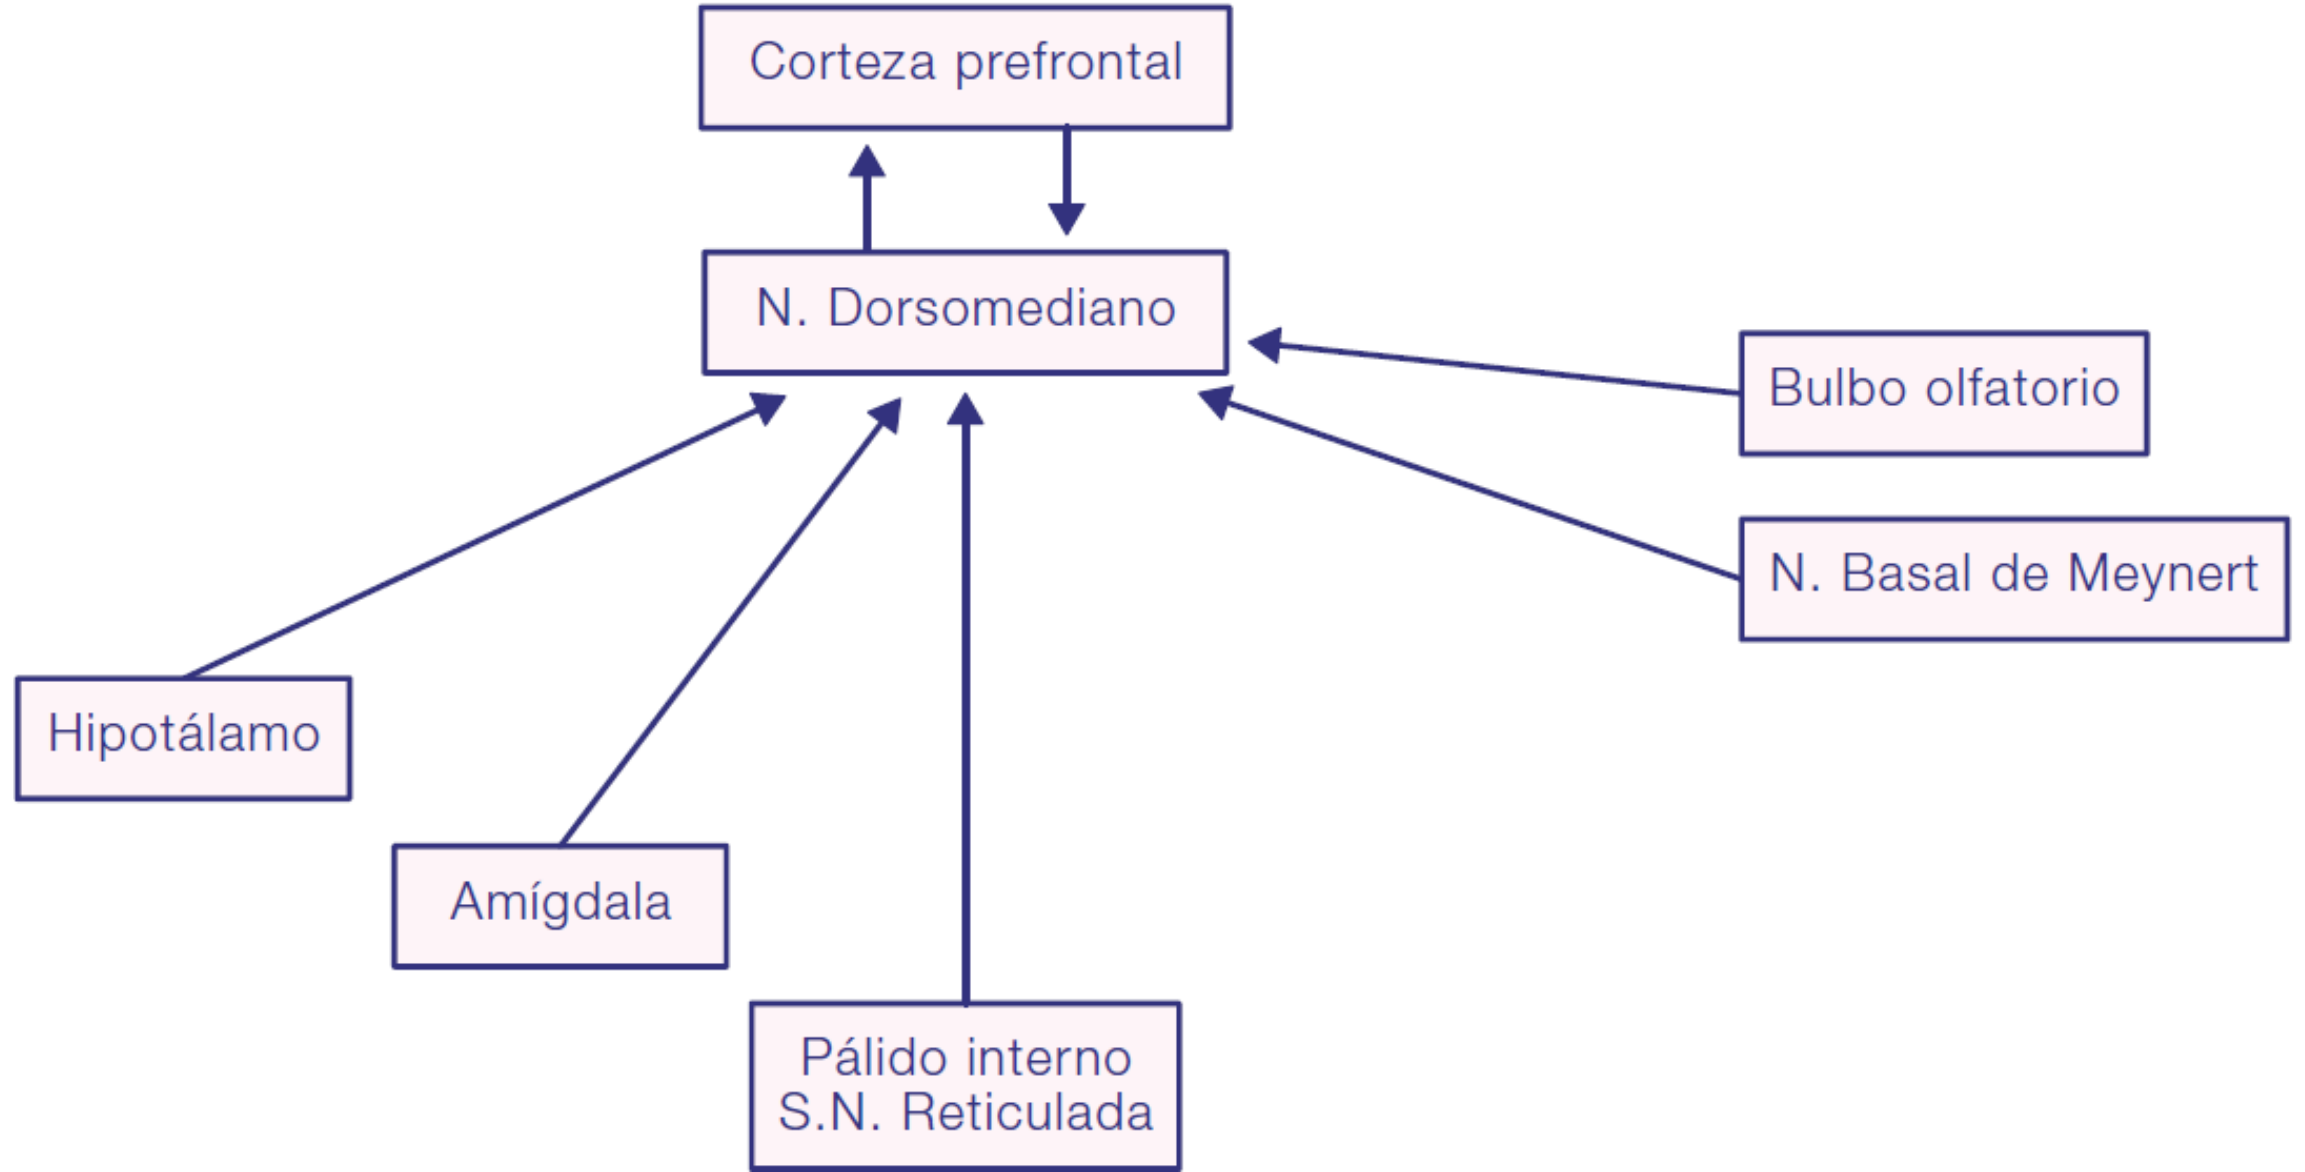 Corteza prefrontal
N. Dorsomediano
Bulbo olfatorio
N. Basal de Meynert
Hipotálamo
Amígdala
Pálido interno
S.N. Reticulada